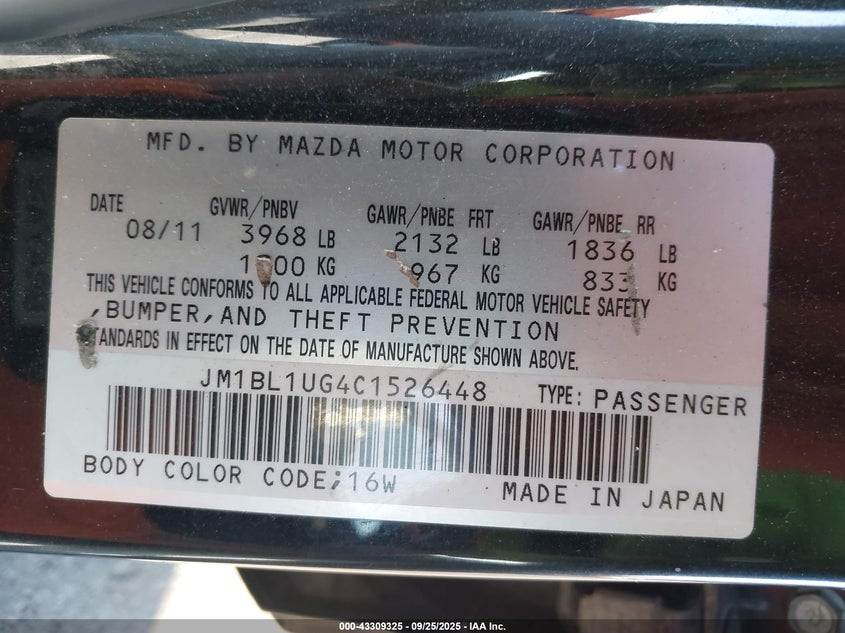 MFD. BY MAZDA MOTOR CORPORATION
DATE GVWR/PNBV GAWR/PNBE FRT GAWR/PNBE RR
08/11 3968 LB 2132 LB 1836 LB
KG 967 KG 833 KG
THIS VEHICLE CONFORMS TO ALL APPLICABLE FEDERAL MOTOR VEHICLE SAFETY
,BUMPER,AND THEFT PREVENTION
STANDARDS IN EFFECT ON THE DATE OF MANUFACTURE SHOWN ABOVE.
JM1BL1UG4C1526448 TYPE: PASSENGER
BODY COLOR CODE;16W MADE IN JAPAN
000-43309325 - 09/25/2025 - IAA Inc.